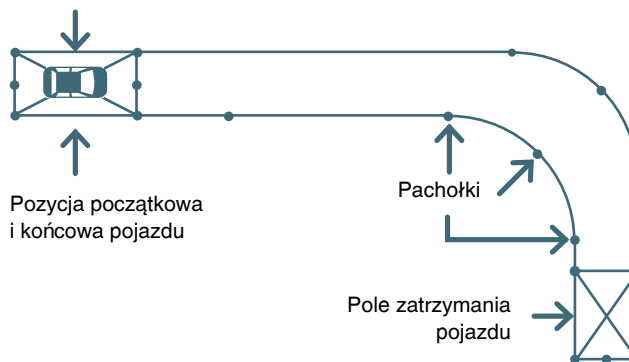 Pozycja początkowa
i końcowa pojazdu
Pachołki
Pole zatrzymania
pojazdu